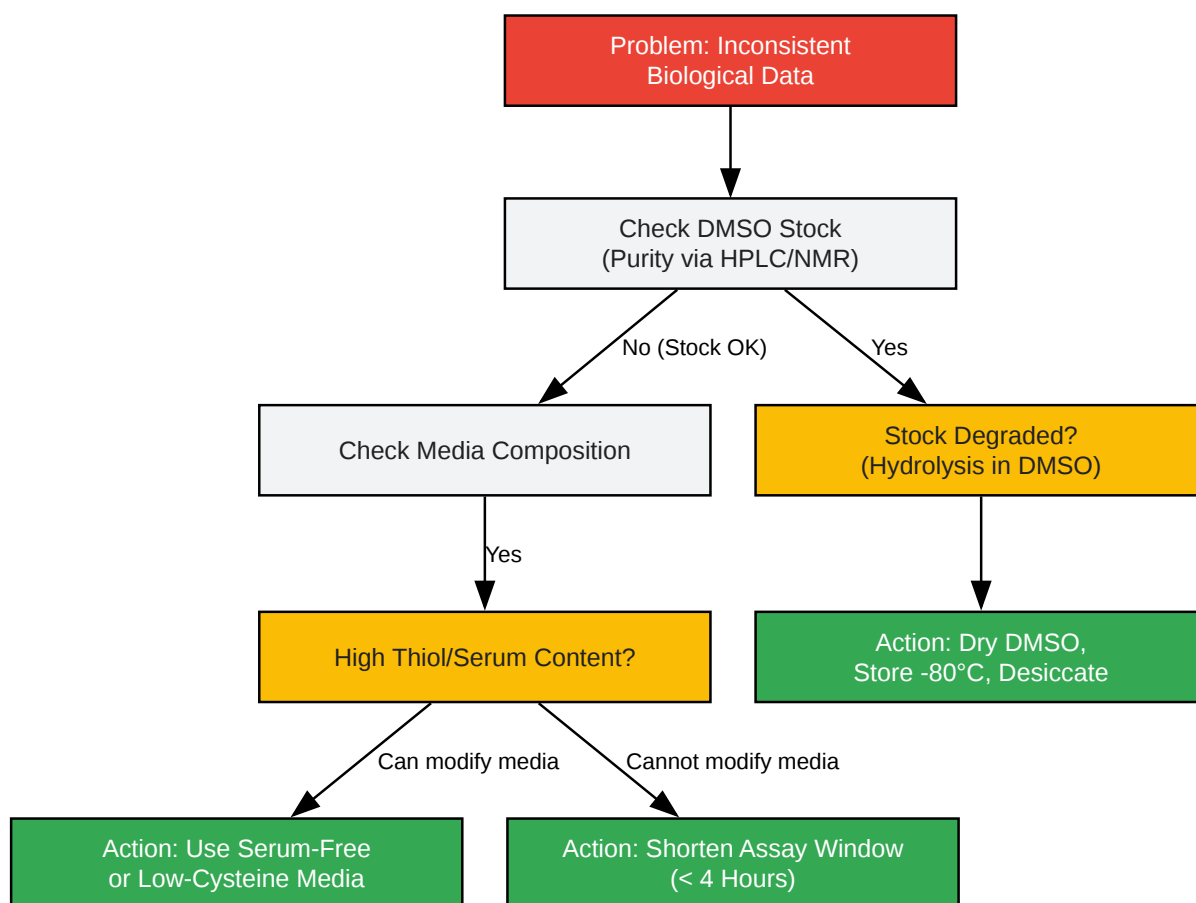 Problem: Inconsistent
Biological Data
Check DMSO Stock
(Purity via HPLC/NMR)
No (Stock OK)
Yes
Check Media Composition
Stock Degraded?
(Hydrolysis in DMSO)
Yes
High Thiol/Serum Content?
Action: Dry DMSO,
Store -80°C, Desiccate
Can modify media
Cannot modify media
Action: Use Serum-Free
or Low-Cysteine Media
Action: Shorten Assay Window
(< 4 Hours)